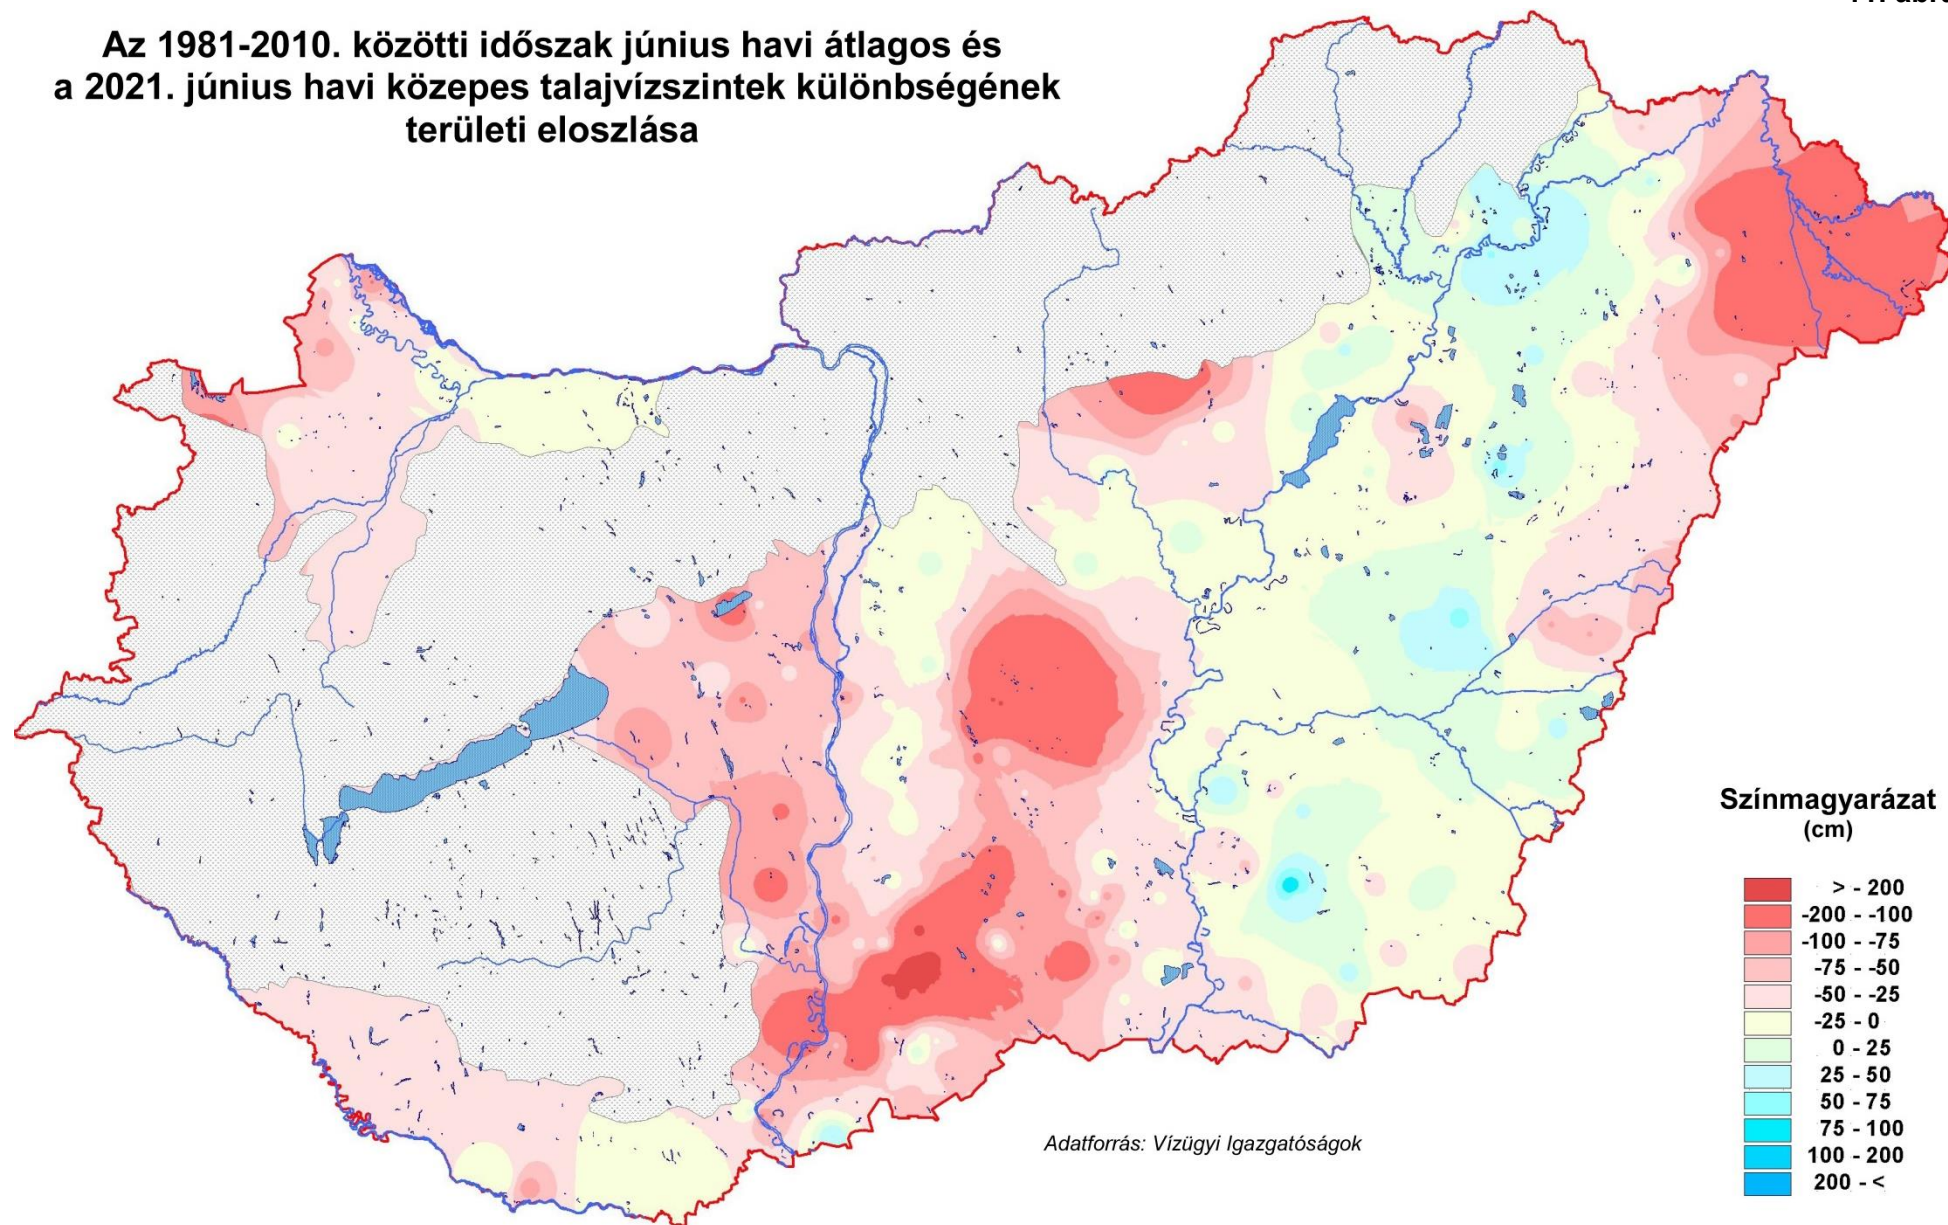 Az 1981-2010. közötti időszak június havi átlagos és
a 2021. június havi közepes talajvízszintek különbségének
területi eloszlása
Színmagyarázat
(cm)
> - 200
-200 - -100
-100 - -75
-75 - -50
-50 - -25
-25 - 0
0 - 25
25 - 50
50 - 75
75 - 100
100 - 200
200 - <
Adatforrás: Vízügyi Igazgatóságok